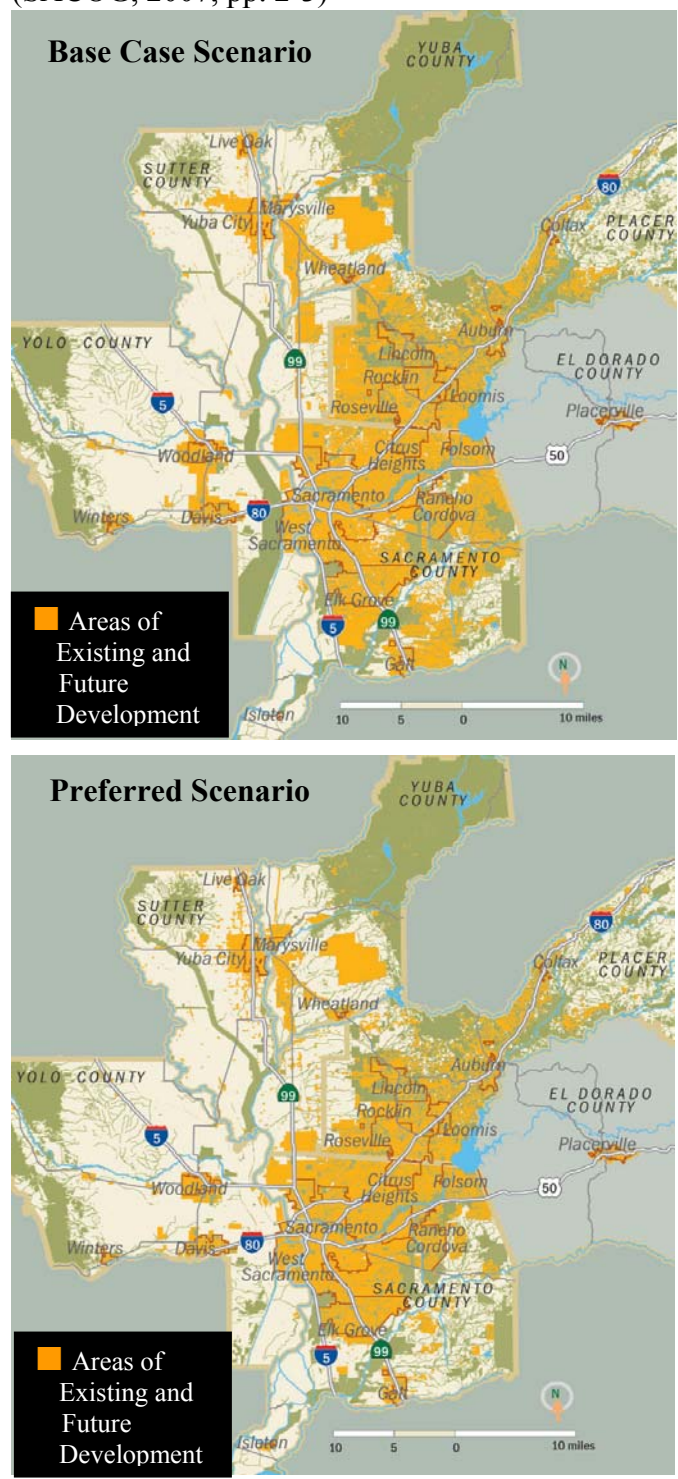 (SACOG, 2007, pp. 2-3)
Base Case Scenario
YUBA
COUNTY
Live Oak
SUTTER
COUNTY
80
Marysville
Yuba City
Colfax
PLACER
COUNTY
Wheatland
Auburn
YOLO COUNTY
99
Lincoln
EL DORADO
COUNTY
Rocklin
Loomis
5
Roseville
Placerville
Citrus
Heights
Folsom
50
Woodland
Sacramento
Rancho
Cordova
Winters
Davis
80
West
Sacramento
SACRAMENTO
COUNTY
Elk Grove
5
99
Galt
Areas of
Existing and
Future
Development
N
Isleton
10 5 0 10 miles
Preferred Scenario
YUBA
COUNTY
Live Oak
SUTTER
COUNTY
80
Marysville
Yuba City
Colfax
PLACER
COUNTY
Wheatland
Auburn
YOLO COUNTY
99
Lincoln
EL DORADO
COUNTY
Rocklin
Loomis
5
Roseville
Placerville
Citrus
Heights
Folsom
50
Woodland
Sacramento
Rancho
Cordova
Winters
Davis
80
West
Sacramento
SACRAMENTO
COUNTY
Elk Grove
5
99
Galt
Areas of
Existing and
Future
Development
N
Isleton
10 5 0 10 miles